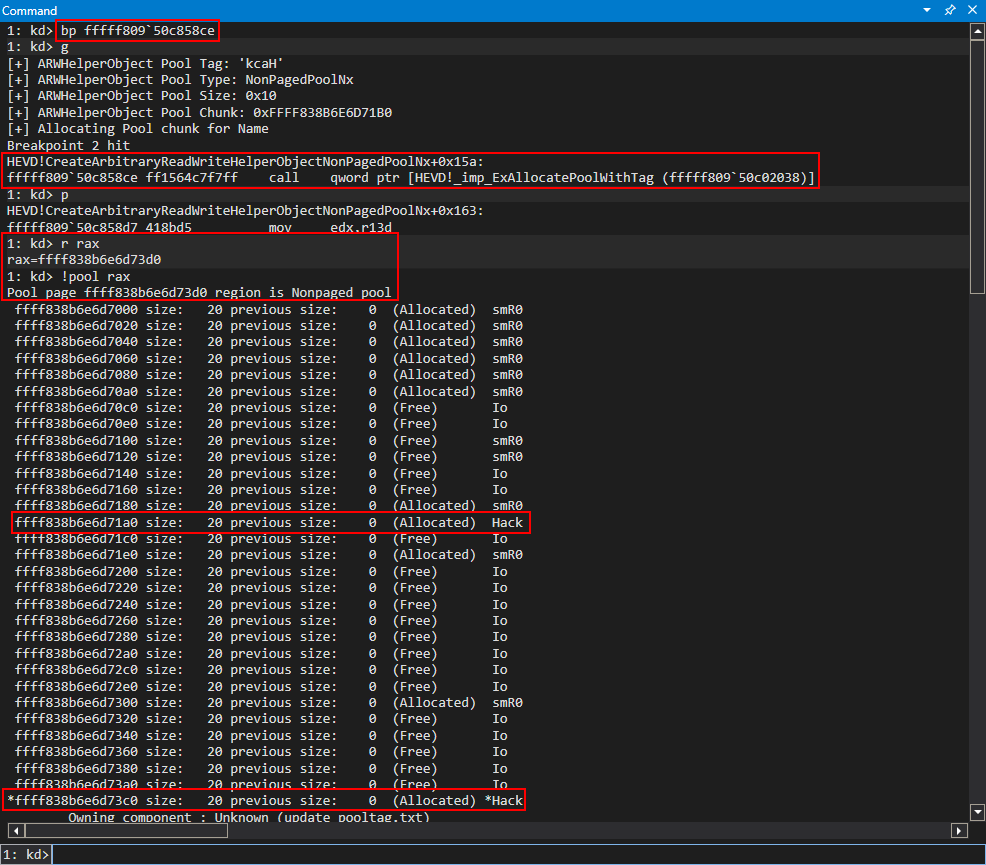 Command
1: kd> bp fffff809`50c858ce
1: kd> g
[+] ARWHelperObject Pool Tag: 'kcaH'
[+] ARWHelperObject Pool Type: NonPagedPoolNx
[+] ARWHelperObject Pool Size: 0x10
[+] ARWHelperObject Pool Chunk: 0xFFFF838B6E6D71B0
[+] Allocating Pool chunk for Name
Breakpoint 2 hit
HEVD!CreateArbitraryReadWriteHelperObjectNonPagedPoolNx+0x15a:
fffff809`50c858ce ff1564c7f7ff    call    qword ptr [HEVD!_imp_ExAllocatePoolWithTag (fffff809`50c02038)]
1: kd> p
HEVD!CreateArbitraryReadWriteHelperObjectNonPagedPoolNx+0x163:
fffff809`50c858d7 418bd5          mov     edx,r13d
1: kd> r rax
rax=ffff838b6e6d73d0
1: kd> !pool rax
Pool page ffff838b6e6d73d0 region is Nonpaged pool
 ffff838b6e6d7000 size:   20 previous size:    0  (Allocated)  smR0
 ffff838b6e6d7020 size:   20 previous size:    0  (Allocated)  smR0
 ffff838b6e6d7040 size:   20 previous size:    0  (Allocated)  smR0
 ffff838b6e6d7060 size:   20 previous size:    0  (Allocated)  smR0
 ffff838b6e6d7080 size:   20 previous size:    0  (Allocated)  smR0
 ffff838b6e6d70a0 size:   20 previous size:    0  (Allocated)  smR0
 ffff838b6e6d70c0 size:   20 previous size:    0  (Free)       Io
 ffff838b6e6d70e0 size:   20 previous size:    0  (Free)       Io
 ffff838b6e6d7100 size:   20 previous size:    0  (Free)       smR0
 ffff838b6e6d7120 size:   20 previous size:    0  (Free)       smR0
 ffff838b6e6d7140 size:   20 previous size:    0  (Free)       Io
 ffff838b6e6d7160 size:   20 previous size:    0  (Free)       Io
 ffff838b6e6d7180 size:   20 previous size:    0  (Allocated)  smR0
 ffff838b6e6d71a0 size:   20 previous size:    0  (Allocated)  Hack
 ffff838b6e6d71c0 size:   20 previous size:    0  (Free)       Io
 ffff838b6e6d71e0 size:   20 previous size:    0  (Allocated)  smR0
 ffff838b6e6d7200 size:   20 previous size:    0  (Free)       Io
 ffff838b6e6d7220 size:   20 previous size:    0  (Free)       Io
 ffff838b6e6d7240 size:   20 previous size:    0  (Free)       Io
 ffff838b6e6d7260 size:   20 previous size:    0  (Free)       Io
 ffff838b6e6d7280 size:   20 previous size:    0  (Free)       Io
 ffff838b6e6d72a0 size:   20 previous size:    0  (Free)       Io
 ffff838b6e6d72c0 size:   20 previous size:    0  (Free)       Io
 ffff838b6e6d72e0 size:   20 previous size:    0  (Free)       Io
 ffff838b6e6d7300 size:   20 previous size:    0  (Allocated)  smR0
 ffff838b6e6d7320 size:   20 previous size:    0  (Free)       Io
 ffff838b6e6d7340 size:   20 previous size:    0  (Free)       Io
 ffff838b6e6d7360 size:   20 previous size:    0  (Free)       Io
 ffff838b6e6d7380 size:   20 previous size:    0  (Free)       Io
 ffff838b6e6d73a0 size:   20 previous size:    0  (Free)       Io
*ffff838b6e6d73c0 size:   20 previous size:    0  (Allocated) *Hack
        Owning component : Unknown (update pooltag.txt)
1: kd>